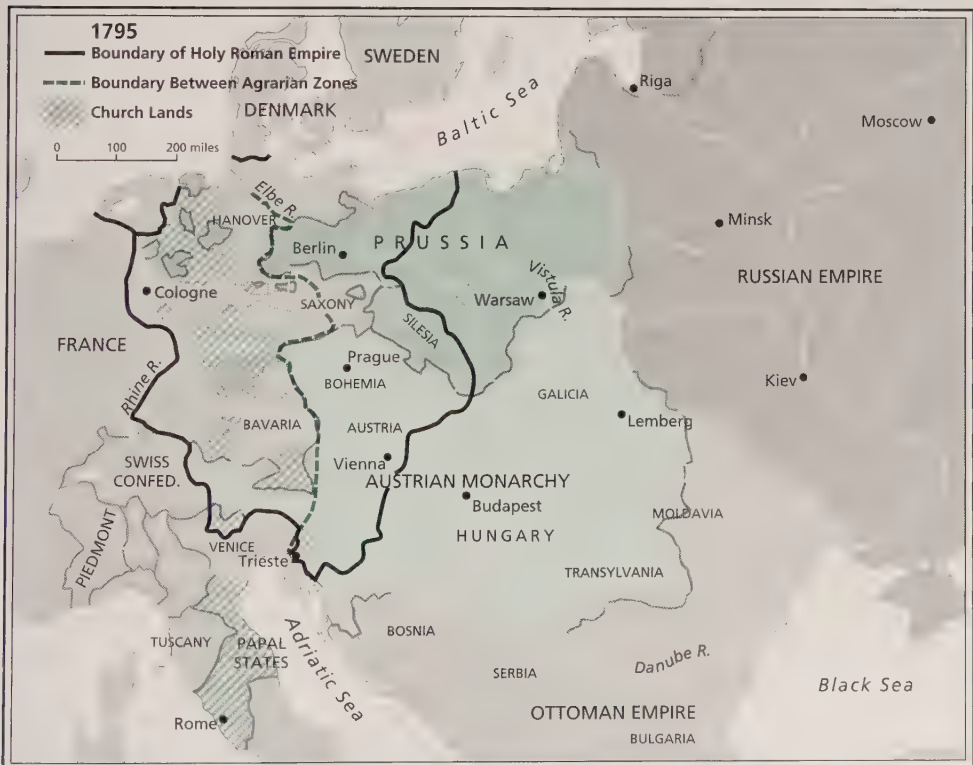 1795
Boundary of Holy Roman Empire
Boundary Between Agrarian Zones
Church Lands
0 100 200 miles
SWEDEN
DENMARK
Baltic Sea
Riga
Moscow
Elbe R.
HANOVER
Berlin
PRUSSIA
Minsk
RUSSIAN EMPIRE
Cologne
SAXONY
SILESIA
Warsaw
Vistula R.
FRANCE
Rhine R.
Prague
BOHEMIA
GALICIA
Kiev
Lemberg
BAVARIA
AUSTRIA
Vienna
SWISS
CONFED.
AUSTRIAN MONARCHY
Budapest
HUNGARY
MOLDAVIA
PIEDMONT
VENICE
Trieste
TRANSYLVANIA
TUSCANY
PAPAL
STATES
Adriatic Sea
BOSNIA
SERBIA
Danube R.
Black Sea
Rome
OTTOMAN EMPIRE
BULGARIA